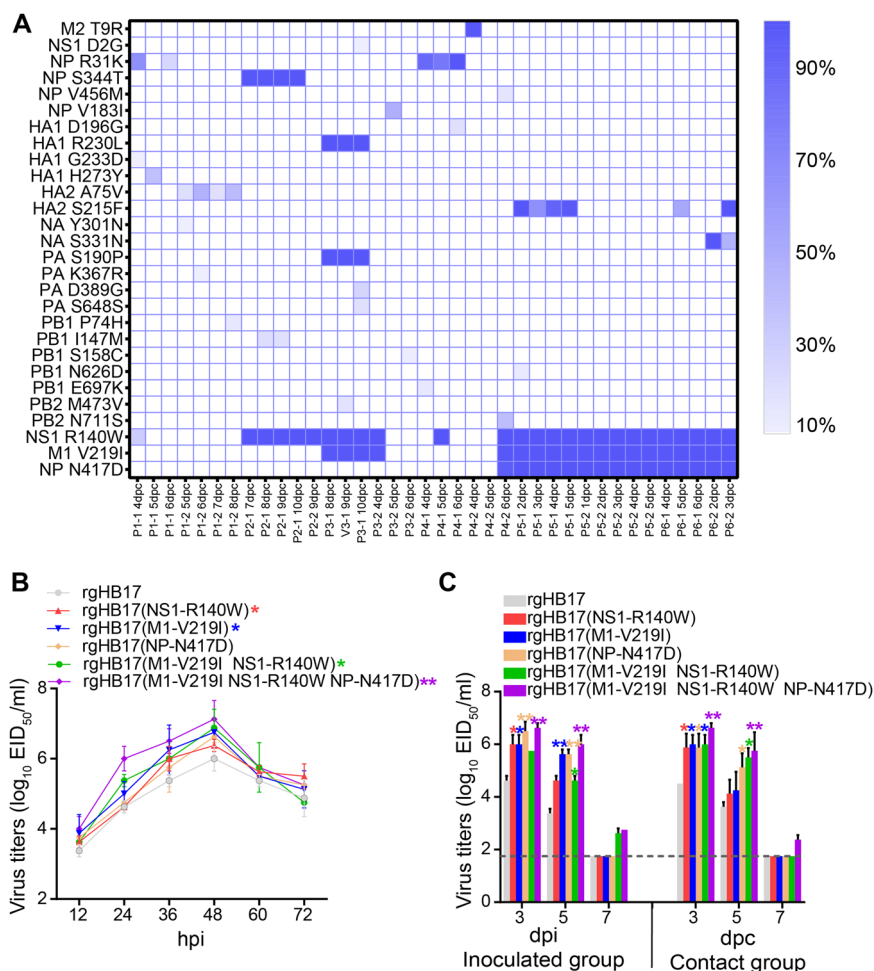 A
M2 T9R
NS1 D2G
NP R31K
NP S344T
NP V456M
NP V183I
HA1 D196G
HA1 R230L
HA1 G233D
HA1 H273Y
HA2 A75V
HA2 S215F
NA Y301N
NA S331N
PA S190P
PA K367R
PA D389G
PA S648S
PB1 P74H
PB1 I147M
PB1 S158C
PB1 N626D
PB1 E697K
PB2 M473V
PB2 N711S
NS1 R140W
M1 V219I
NP N417D
90%
70%
50%
30%
10%
P1-1 4dpc
P1-1 5dpc
P1-1 6dpc
P1-2 5dpc
P1-2 6dpc
P1-2 7dpc
P1-2 8dpc
P2-1 7dpc
P2-1 8dpc
P2-1 9dpc
P2-1 10dpc
P2-2 9dpc
P3-1 8dpc
V3-1 9dpc
P3-1 10dpc
P3-2 4dpc
P3-2 5dpc
P3-2 6dpc
P4-1 4dpc
P4-1 5dpc
P4-1 6dpc
P4-2 4dpc
P4-2 5dpc
P4-2 6dpc
P5-1 2dpc
P5-1 3dpc
P5-1 4dpc
P5-1 5dpc
P5-2 2dpc
P5-2 3dpc
P5-2 4dpc
P5-2 5dpc
P6-1 4dpc
P6-1 5dpc
P6-2 2dpc
P6-2 3dpc
B
rgHB17
rgHB17(NS1-R140W)*
rgHB17(M1-V219I)*
rgHB17(NP-N417D)
rgHB17(M1-V219I NS1-R140W)*
rgHB17(M1-V219I NS1-R140W NP-N417D)**
Virus titers (log10 EID50/ml)
8
6
4
2
12 24 36 48 60 72
hpi
C
rgHB17
rgHB17(NS1-R140W)
rgHB17(M1-V219I)
rgHB17(NP-N417D)
rgHB17(M1-V219I NS1-R140W)
rgHB17(M1-V219I NS1-R140W NP-N417D)
Virus titers (log10 EID50/ml)
8
6
4
2
0
3 5 7 3 5 7
dpi dpc
Inoculated group Contact group